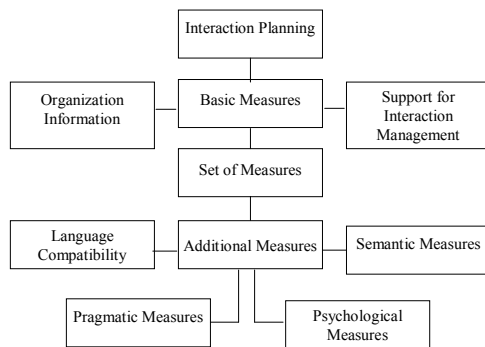 Interaction Planning
Organization
Information
Basic Measures
Support for
Interaction
Management
Set of Measures
Language
Compatibility
Additional Measures
Semantic Measures
Pragmatic Measures
Psychological
Measures